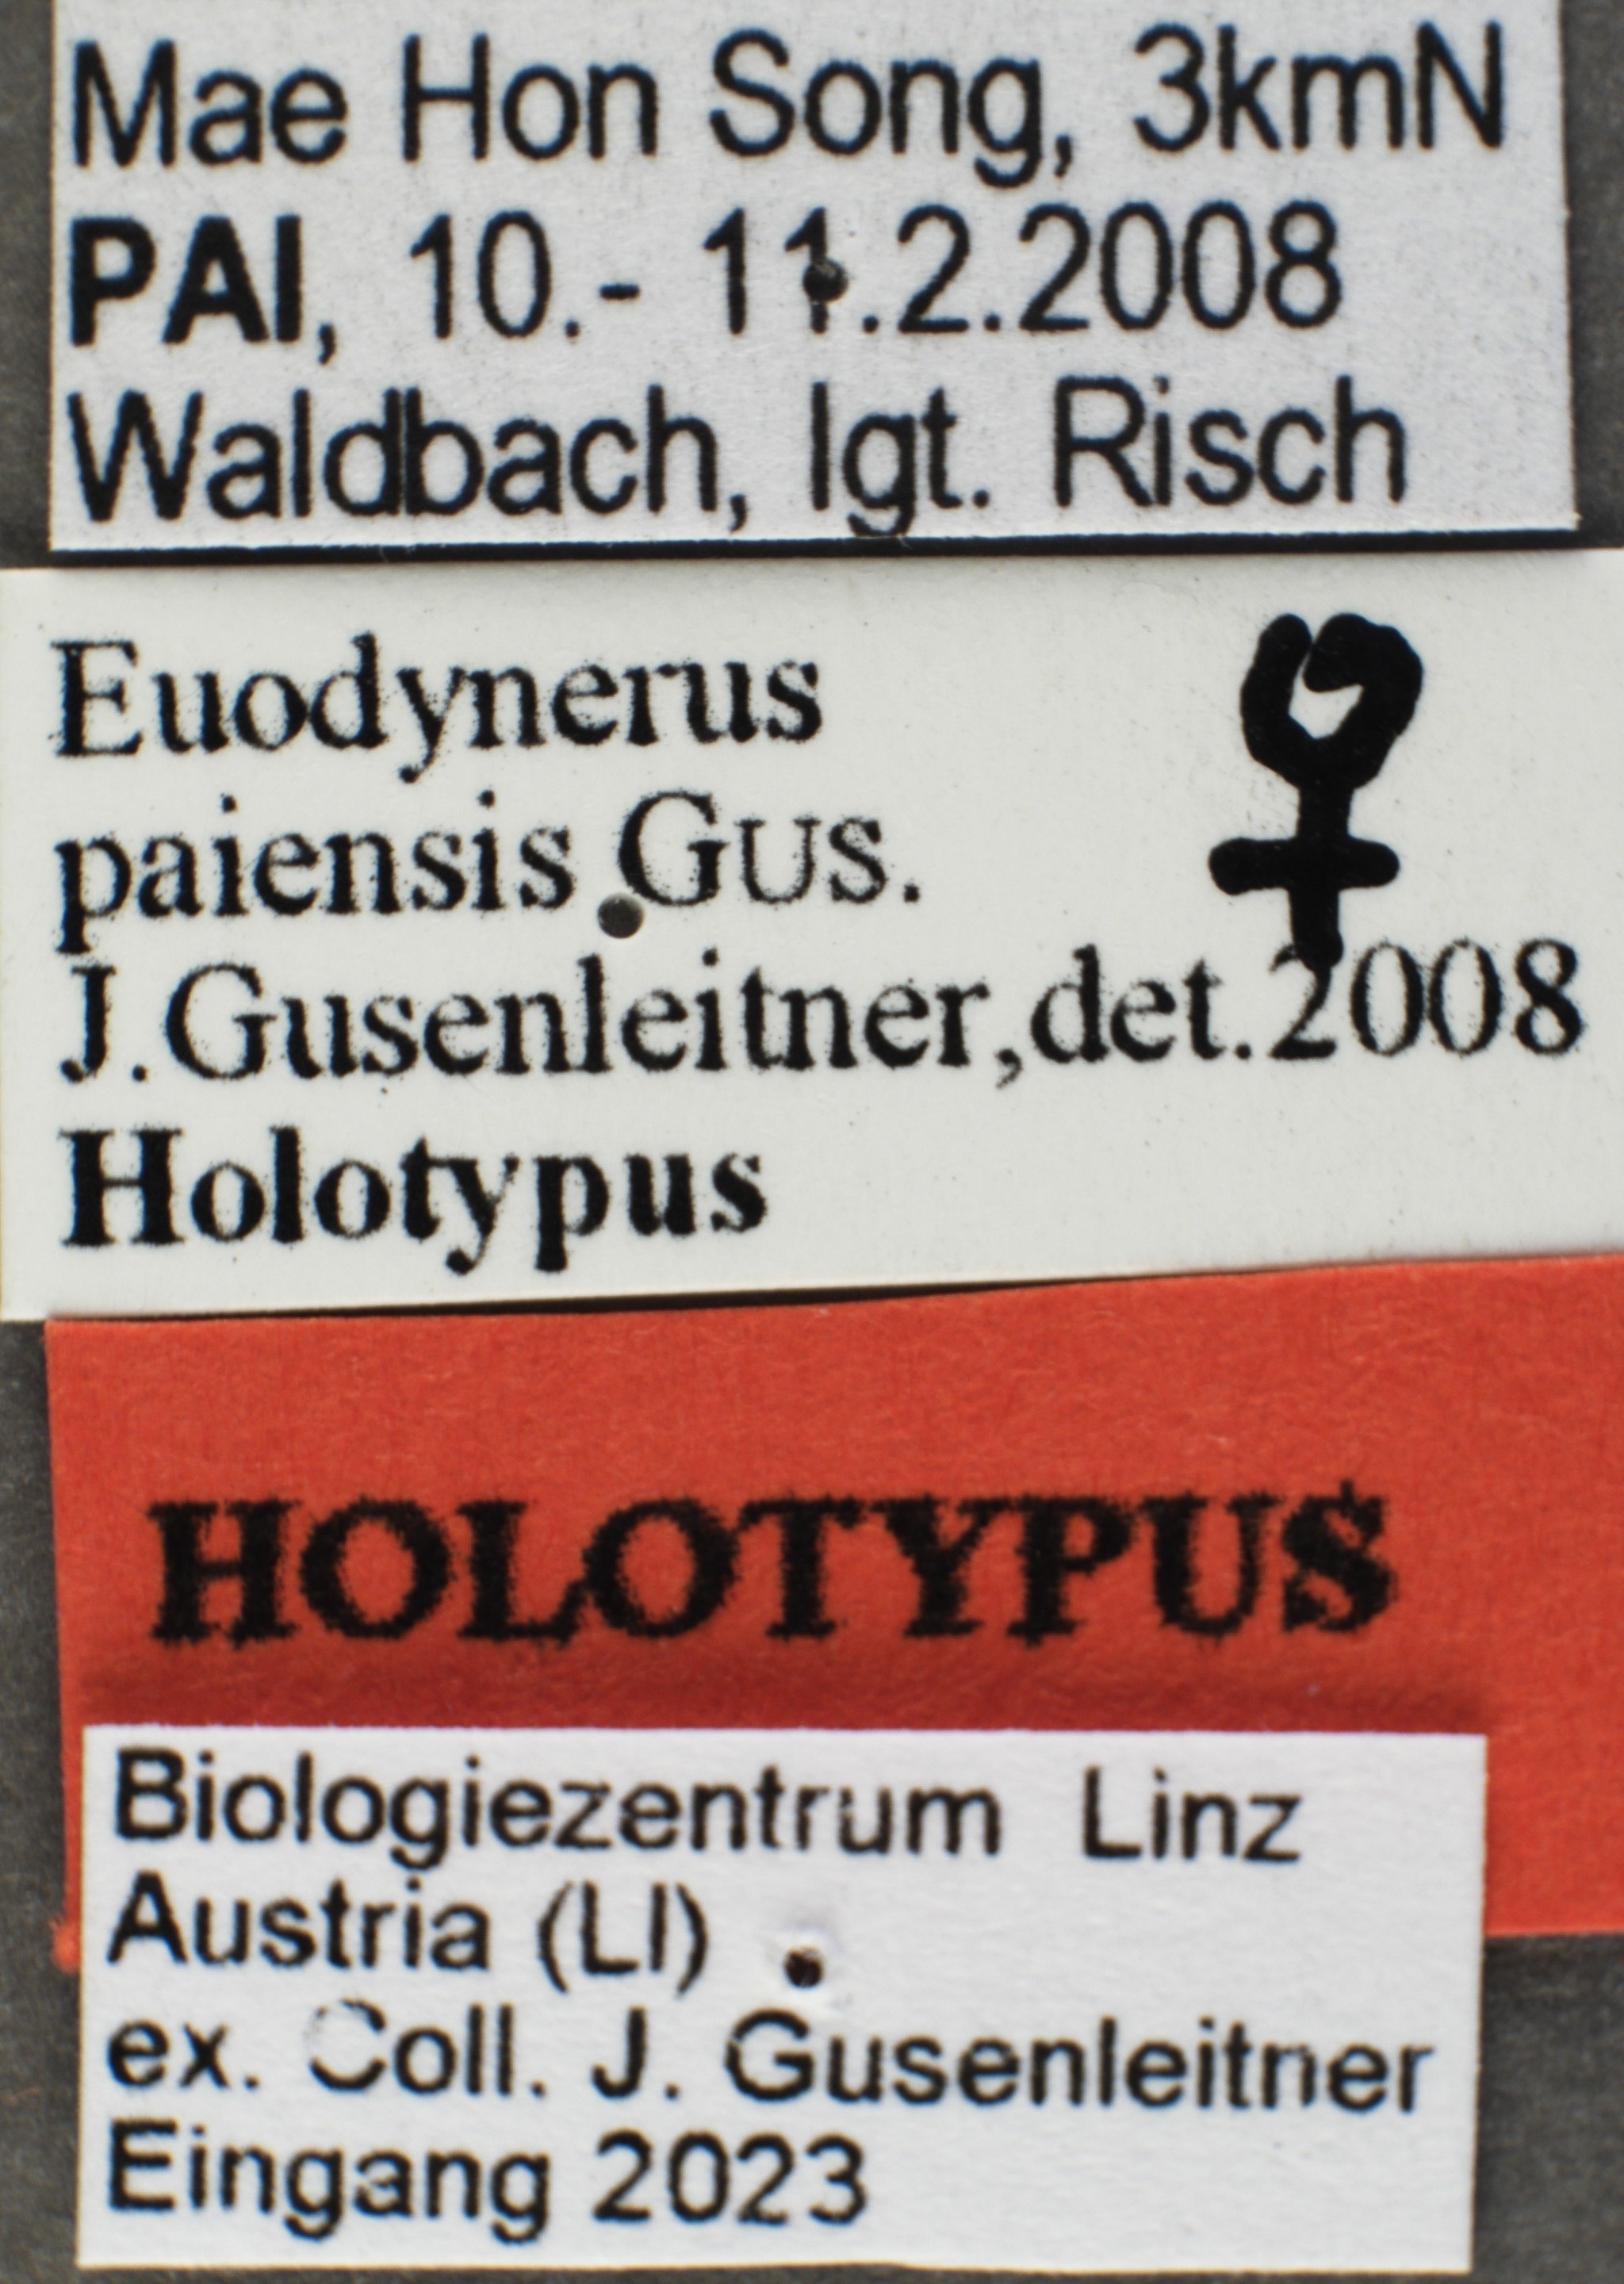 Mae Hon Song, 3kmN
PAI, 10.- 11.2.2008
Waldbach, lgt. Risch
Euodynerus ♀
paiensis GUS.
J.Gusenleitner,det.2008
Holotypus
HOLOTYPUS
Biologiezentrum Linz
Austria (LI)
ex. Coll. J. Gusenleitner
Eingang 2023